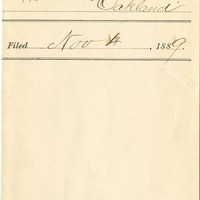 Oakland
Filed Nov 4, 1889.